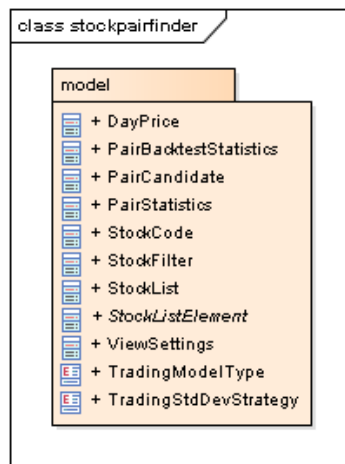 class stockpairfinder
model
+ DayPrice
+ PairBacktestStatistics
+ PairCandidate
+ PairStatistics
+ StockCode
+ StockFilter
+ StockList
+ StockListElement
+ ViewSettings
E + TradingModelType
E + TradingStdDevStrategy